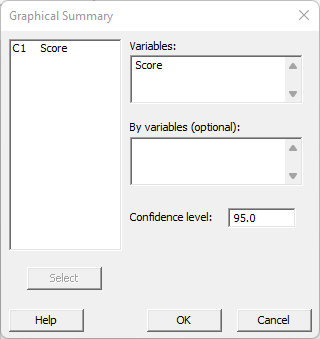 Graphical Summary
C1 Score
Variables:
Score
By variables (optional):
Confidence level: 95.0
Select
Help OK Cancel